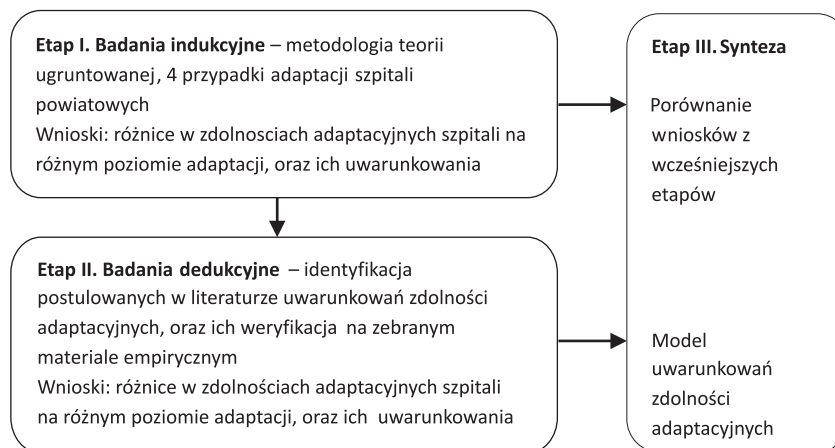 Etap I. Badania indukcyjne – metodologia teorii
ugruntowanej, 4 przypadki adaptacji szpitali
powiatowych
Wnioski: różnice w zdolnosciach adaptacyjnych szpitali na
różnym poziomie adaptacji, oraz ich uwarunkowania
Etap II. Badania dedukcyjne – identyfikacja
postulowanych w literaturze uwarunkowań zdolności
adaptacyjnych, oraz ich weryfikacja na zebranym
materiale empirycznym
Wnioski: różnice w zdolnościach adaptacyjnych szpitali
na różnym poziomie adaptacji, oraz ich uwarunkowania
Etap III. Synteza
Porównanie
wniosków z
wcześniejszych
etapów
Model
uwarunkowań
zdolności
adaptacyjnych